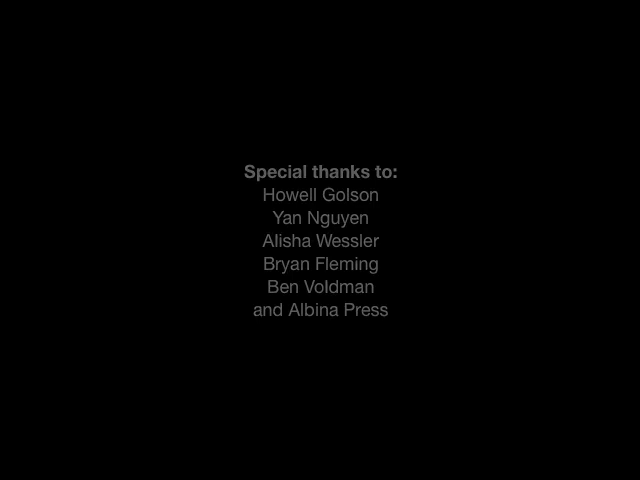 Special thanks to:
Howell Golson
Yan Nguyen
Alisha Wessler
Bryan Fleming
Ben Voldman
and Albina Press